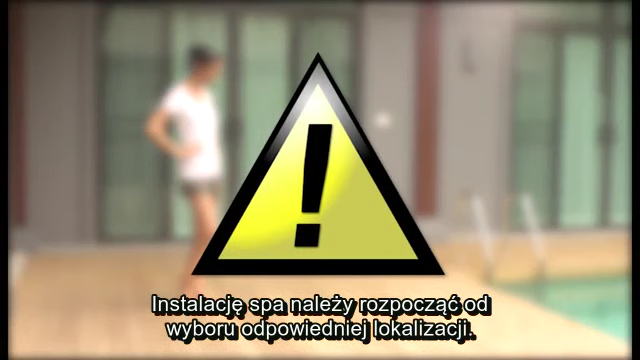 !
Instalację spa należy rozpocząć od
wyboru odpowiedniej lokalizacji.